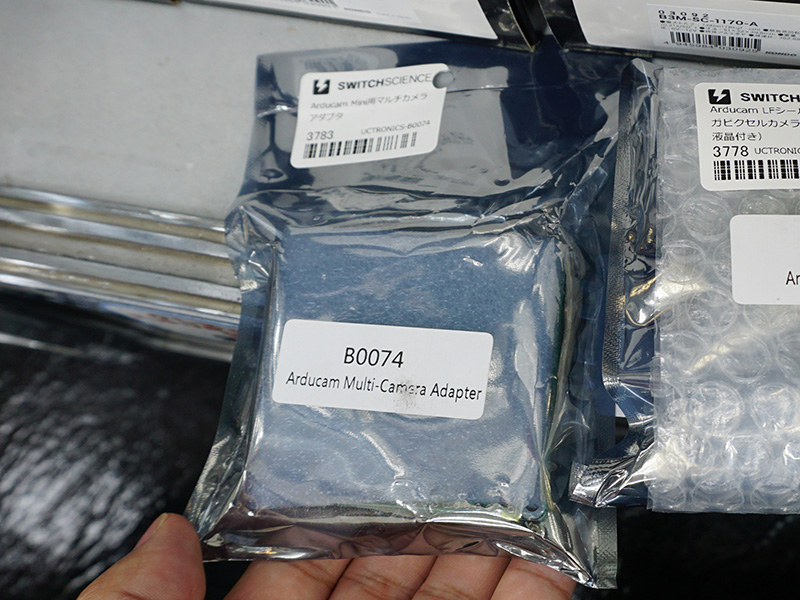 SWITCHSCIENCE
Arducam Mini用マルチカメラ
アダプタ
3783 UCTRONICS-B0074
B0074
Arducam Multi-Camera Adapter
03092
B3M-SC-1170-A
SWITCH
Arducam LFシール
ガピクセルカメラ
液晶付き）
3778 UCTRONI
Ar